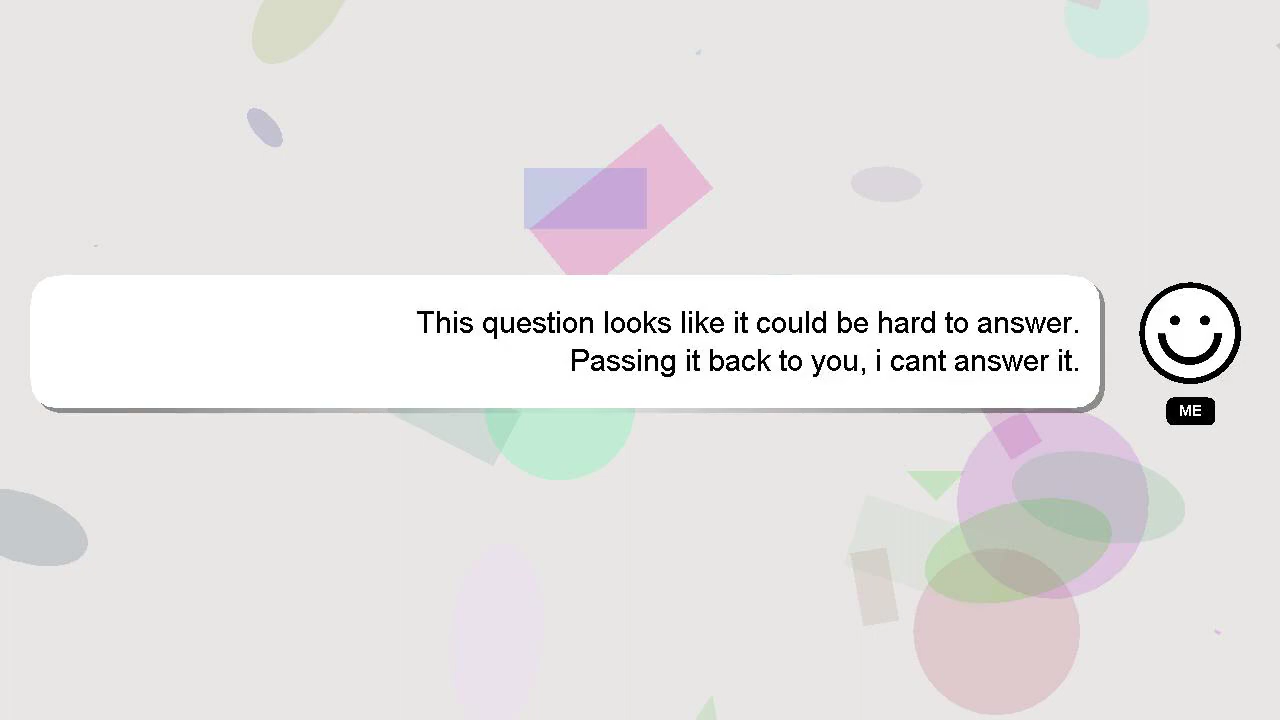 This question looks like it could be hard to answer.
Passing it back to you, i cant answer it.
ME